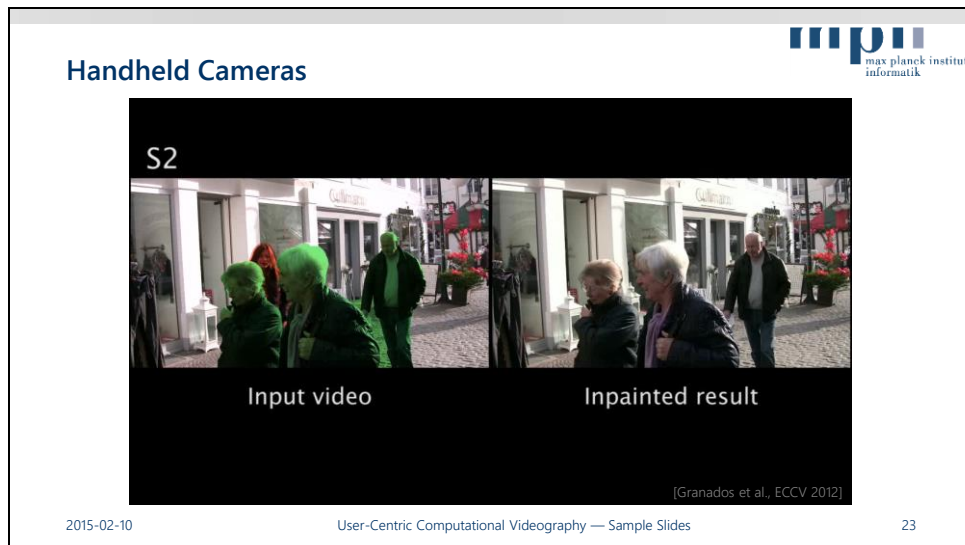 Handheld Cameras
max planck institut
informatik
S2
Input video
Inpainted result
[Granados et al., ECCV 2012]
2015-02-10
User-Centric Computational Videography — Sample Slides
23